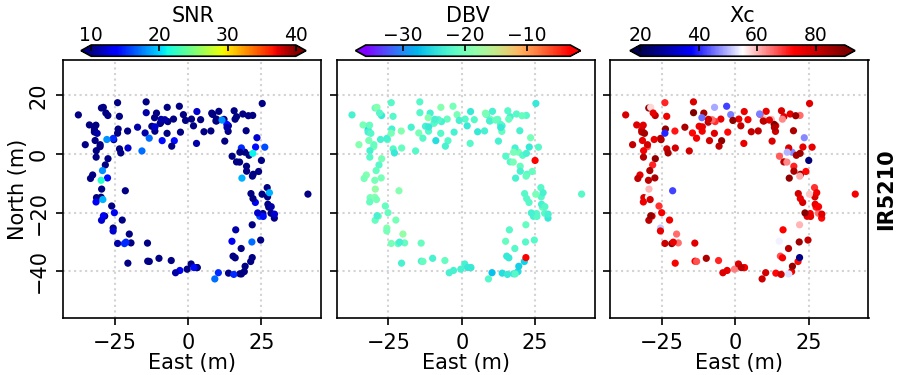 SNR DBV Xc
10 20 30 40 −30 −20 −10 20 40 60 80
20
0
−20
−40
North (m)
IR5210
−25 0 25 −25 0 25 −25 0 25
East (m) East (m) East (m)